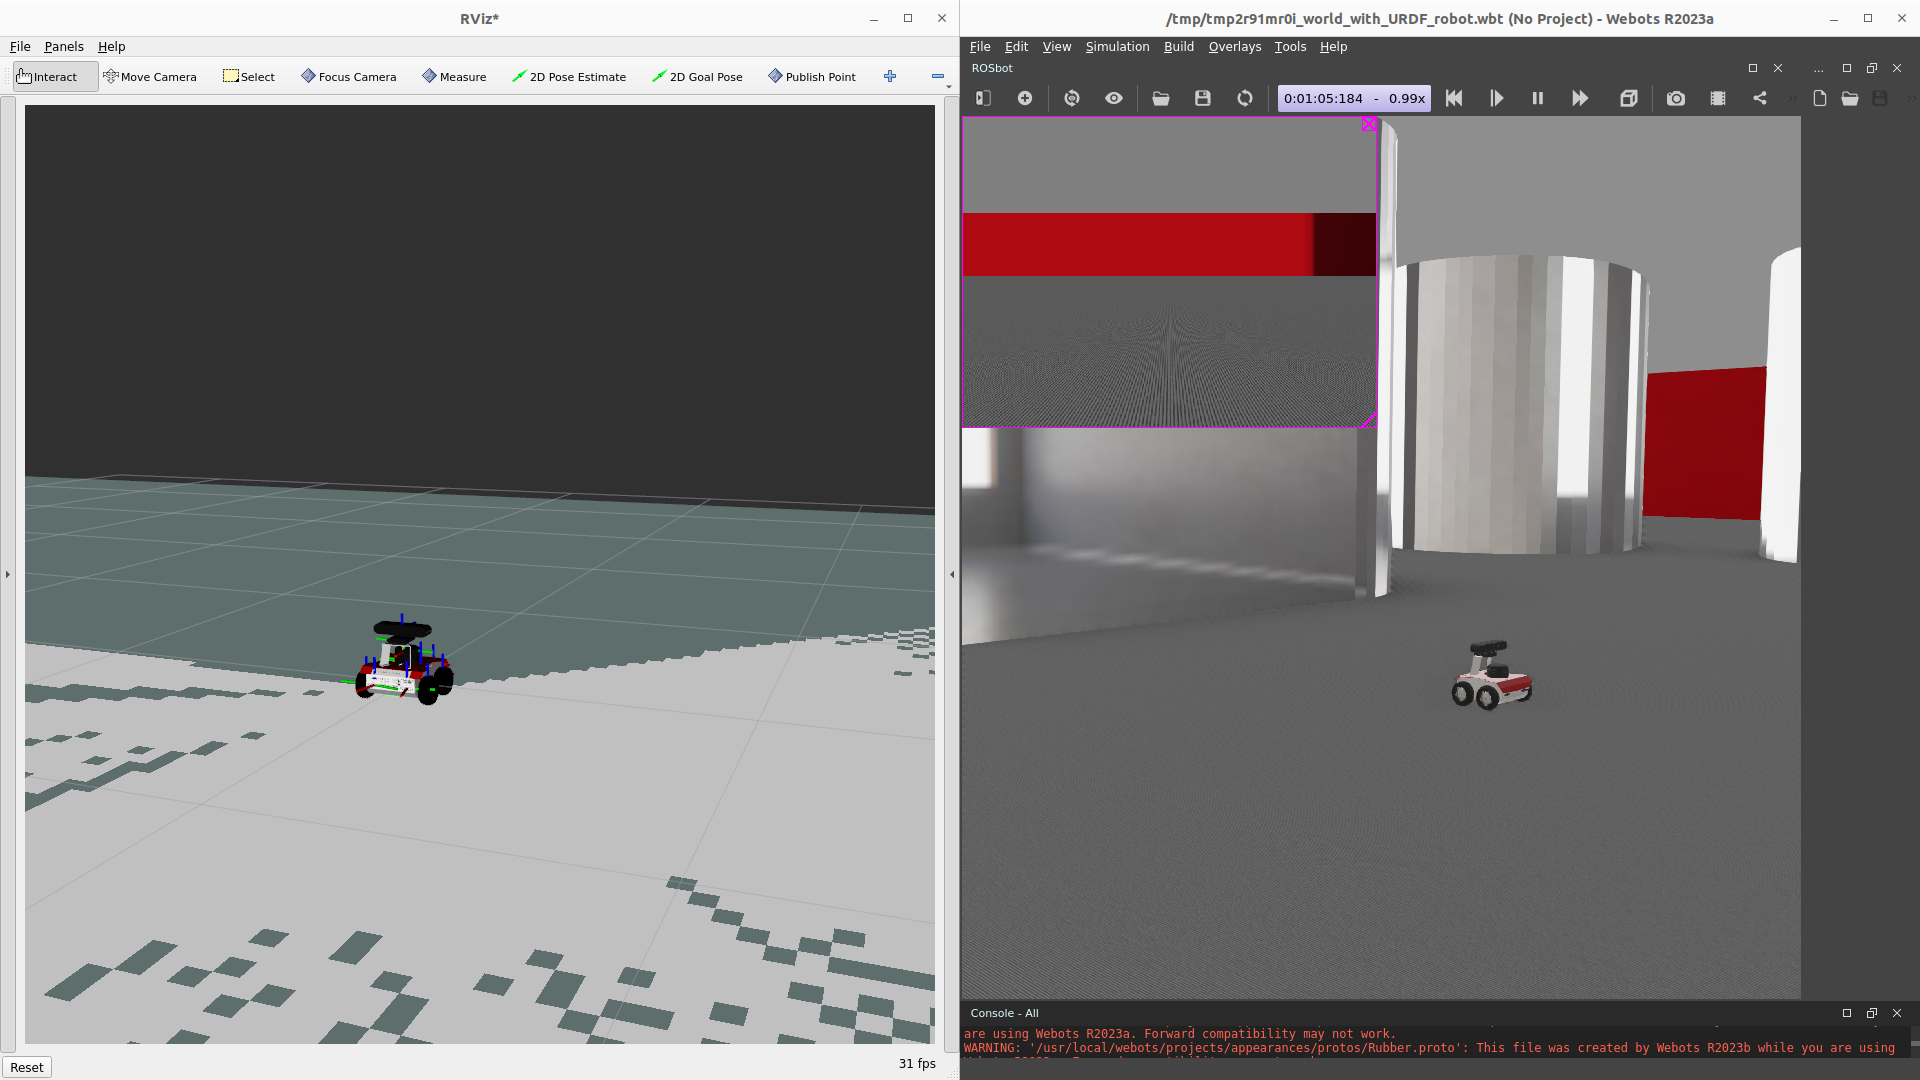 RViz*
File Panels Help
Interact Move Camera Select Focus Camera Measure 2D Pose Estimate 2D Goal Pose Publish Point
Reset
31 fps
/tmp/tmp2r91mr0i_world_with_URDF_robot.wbt (No Project) - Webots R2023a
File Edit View Simulation Build Overlays Tools Help
ROSbot
...
0:01:05:184 - 0.99x
Console - All
are using Webots R2023a. Forward compatibility may not work.
WARNING: '/usr/local/webots/projects/appearances/protos/Rubber.proto': This file was created by Webots R2023b while you are using